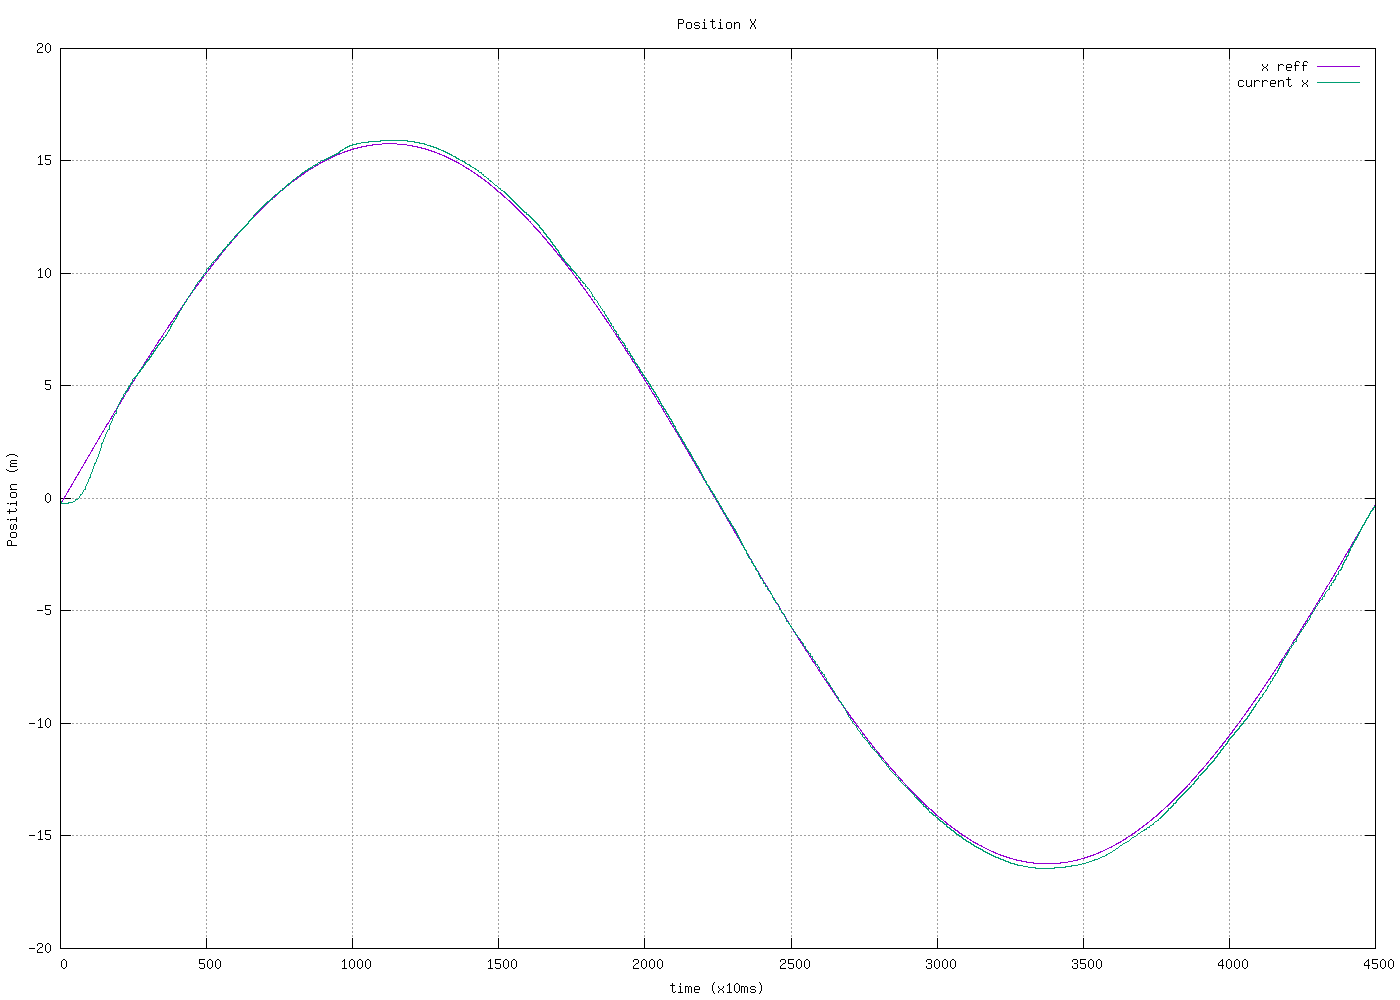 Position X
x reff
current x
20
15
10
5
0
-5
-10
-15
-20
Position (m)
0 500 1000 1500 2000 2500 3000 3500 4000 4500
time (x10ms)